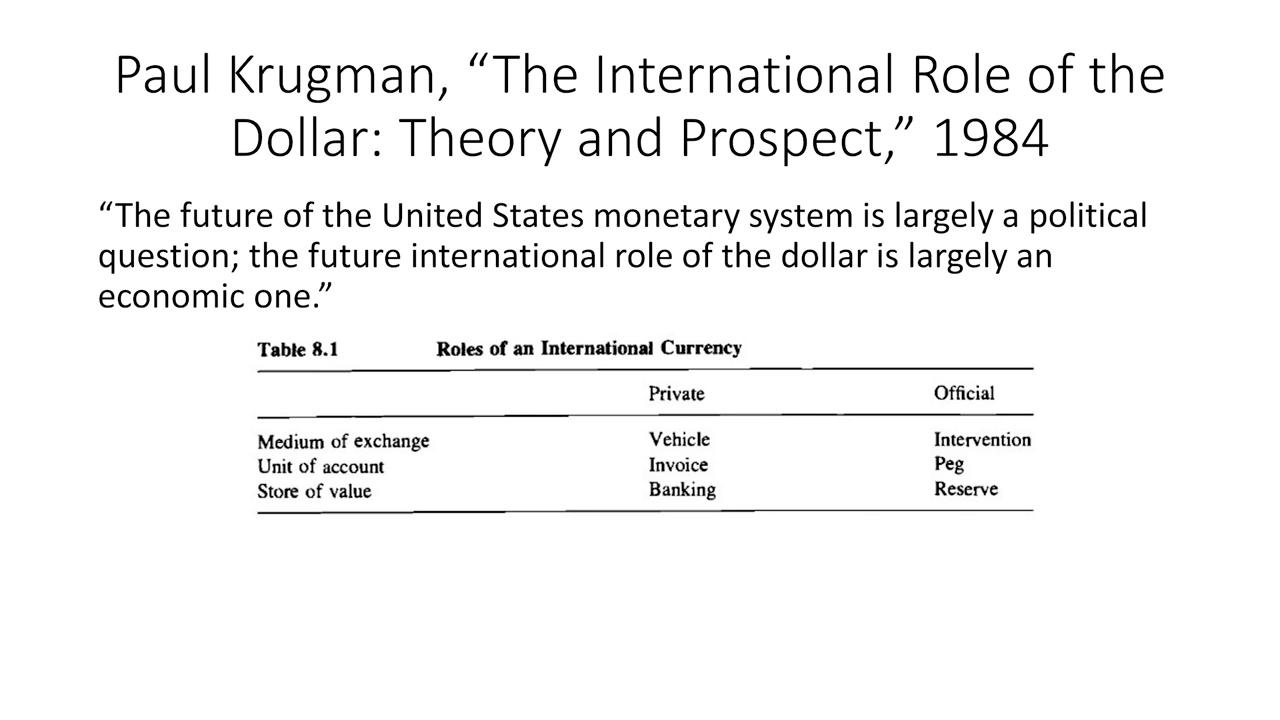 Paul Krugman, “The International Role of the
Dollar: Theory and Prospect,” 1984
“The future of the United States monetary system is largely a political
question; the future international role of the dollar is largely an
economic one.”
Table 8.1 Roles of an International Currency
Private Official
Medium of exchange Vehicle Intervention
Unit of account Invoice Peg
Store of value Banking Reserve